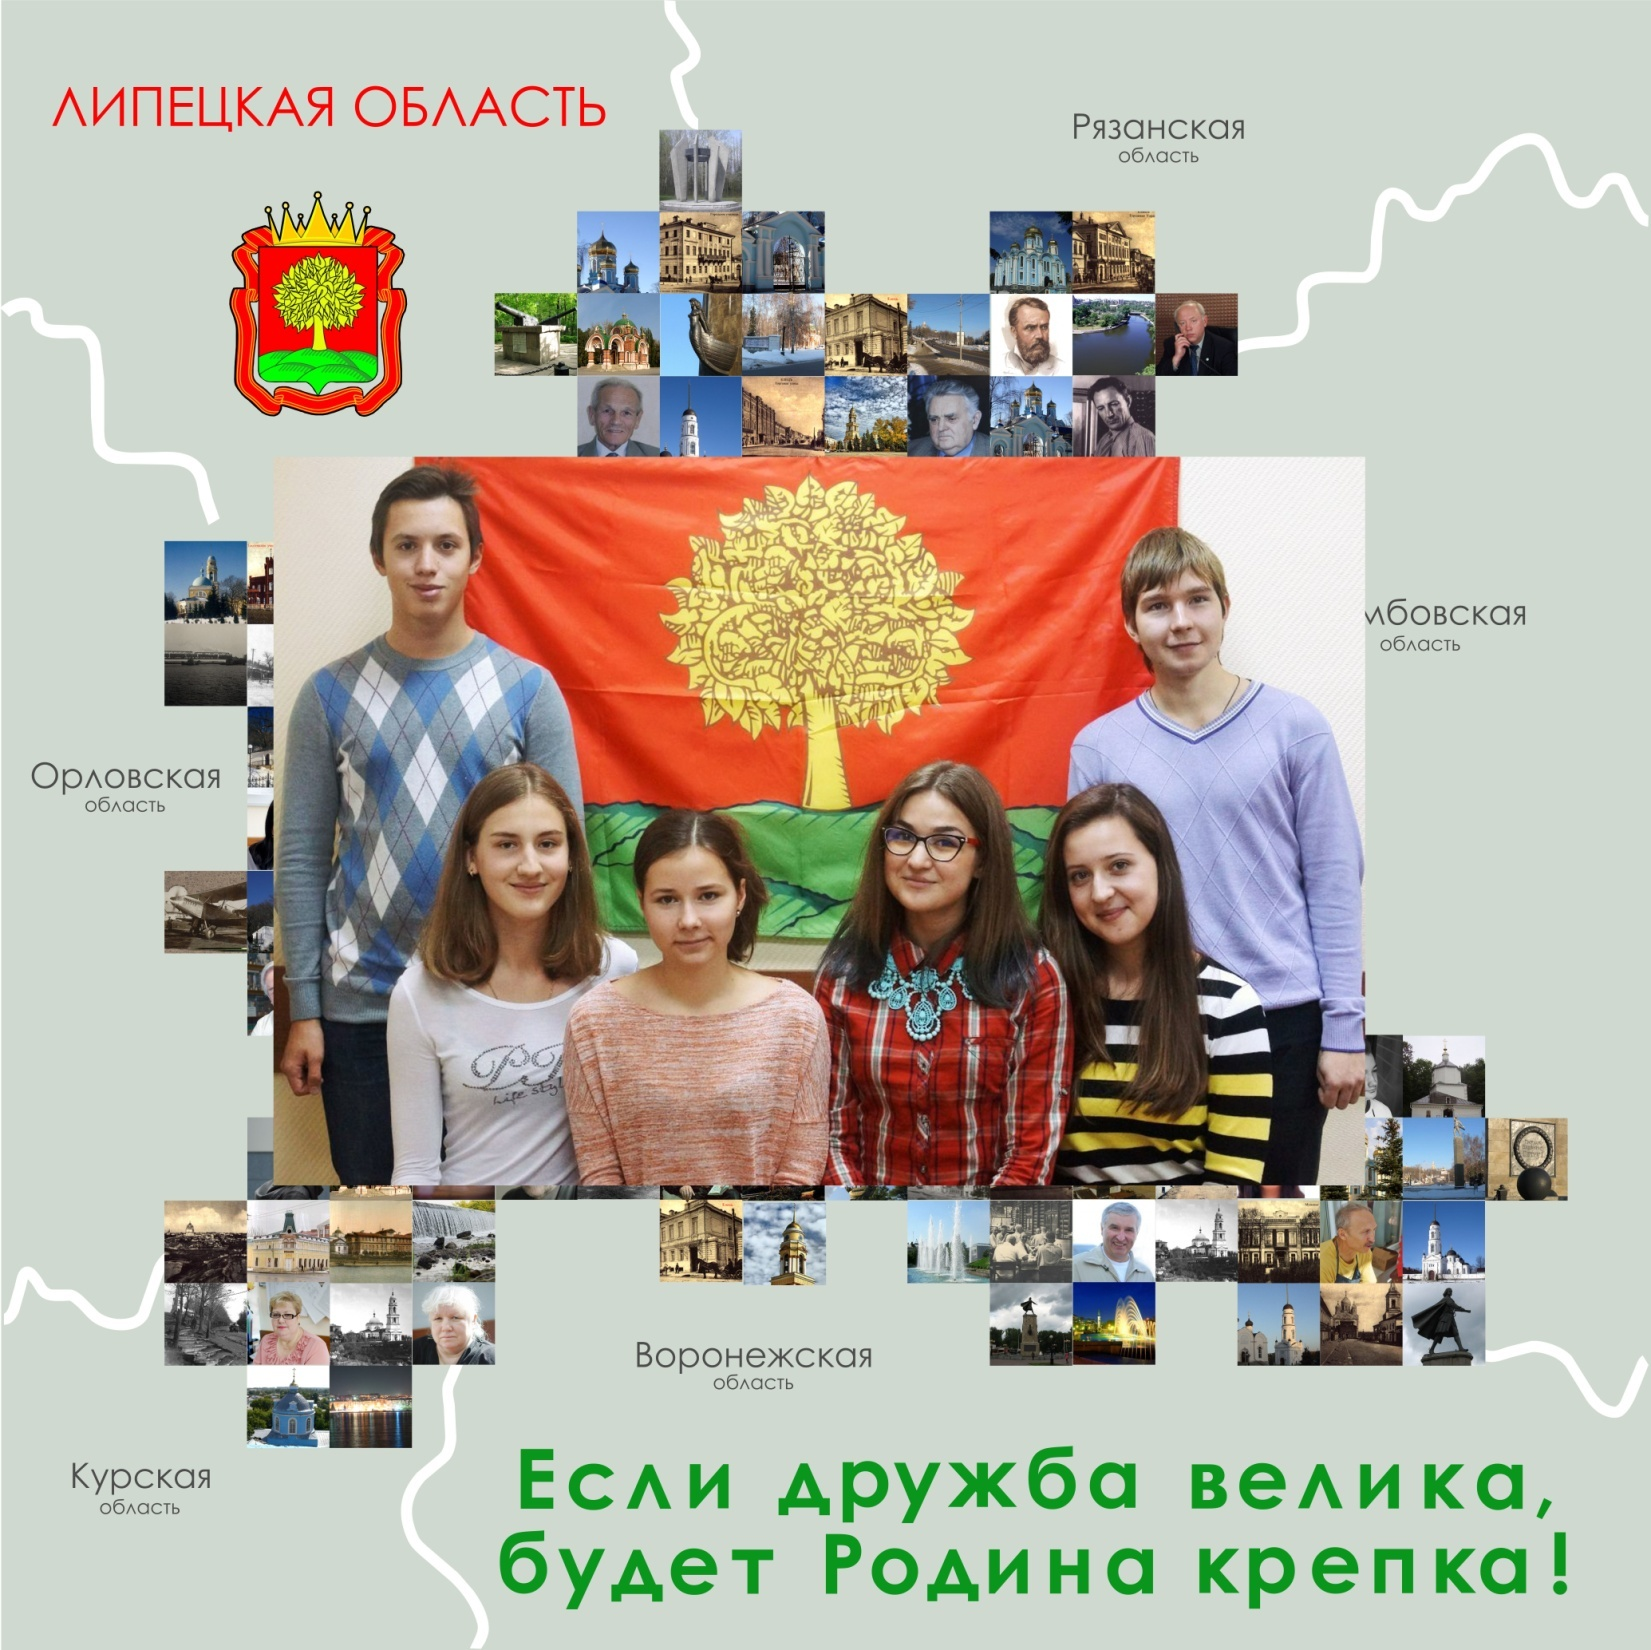 ЛИПЕЦКАЯ ОБЛАСТЬ
Рязанская
область
мбовская
область
Орловская
область
Воронежская
область
Курская
область
Если дружба велика,
будет Родина крепка!